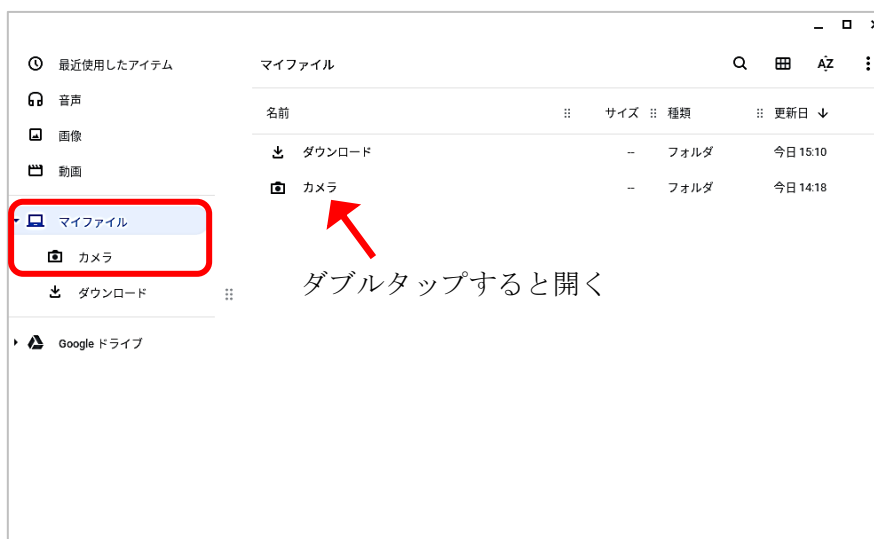 最近使用したアイテム
音声
画像
動画
マイファイル
カメラ
ダウンロード
Google ドライブ
マイファイル
AZ
名前 サイズ 種類 更新日
ダウンロード -- フォルダ 今日 15:10
カメラ -- フォルダ 今日 14:18
ダブルタップすると開く